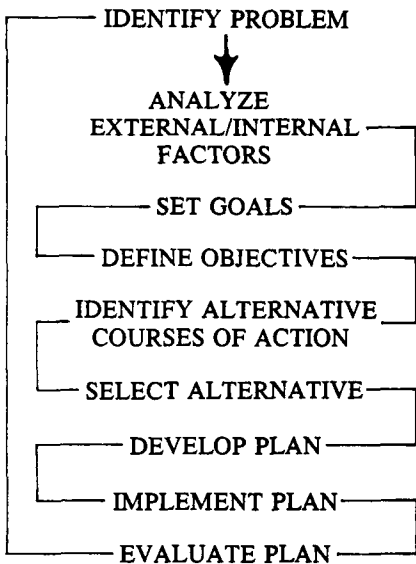 IDENTIFY PROBLEM
ANALYZE
EXTERNAL/INTERNAL
FACTORS
SET GOALS
DEFINE OBJECTIVES
IDENTIFY ALTERNATIVE
COURSES OF ACTION
SELECT ALTERNATIVE
DEVELOP PLAN
IMPLEMENT PLAN
EVALUATE PLAN